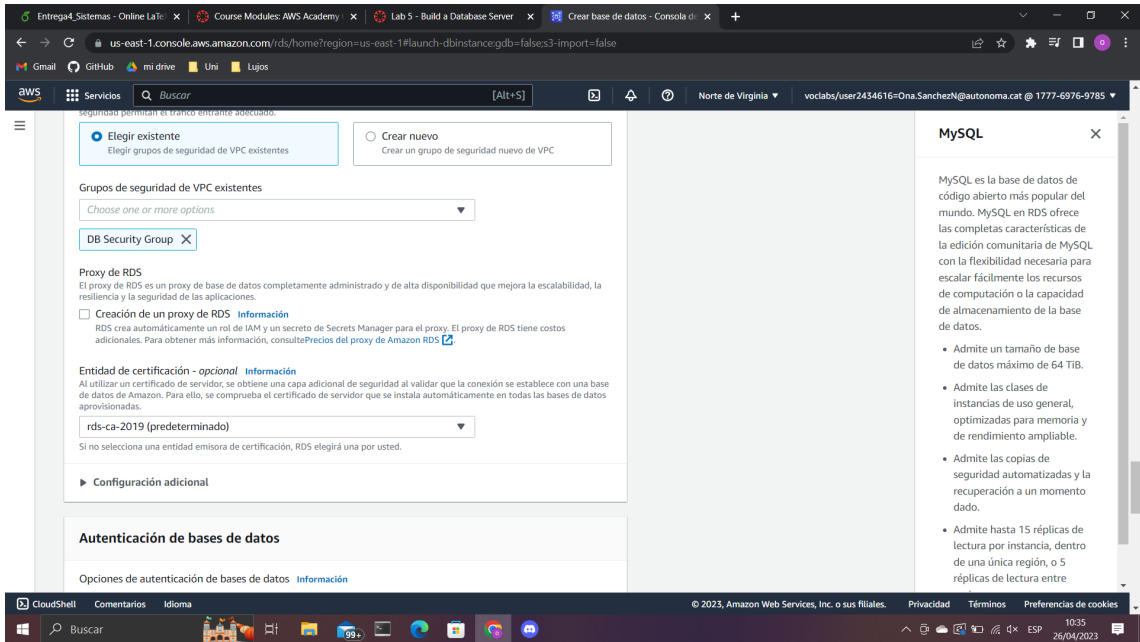 Entrega4_Sistemas - Online LaTeX
Course Modules: AWS Academy
Lab 5 - Build a Database Server
Crear base de datos - Consola de
us-east-1.console.aws.amazon.com/rds/home?region=us-east-1#launch-dbinstance:gdb=false;s3-import=false
Gmail GitHub mi drive Uni Lujos
aws Servicios Buscar [Alt+S] Norte de Virginia voclabs/user2434616=Ona.SanchezN@autonoma.cat @ 1777-6976-9785
seguridad permitan el tráfico entrante adecuado.
Elegir existente
Elegir grupos de seguridad de VPC existentes
Crear nuevo
Crear un grupo de seguridad nuevo de VPC
Grupos de seguridad de VPC existentes
Choose one or more options
DB Security Group
Proxy de RDS
El proxy de RDS es un proxy de base de datos completamente administrado y de alta disponibilidad que mejora la escalabilidad, la
resiliencia y la seguridad de las aplicaciones.
Creación de un proxy de RDS Información
RDS crea automáticamente un rol de IAM y un secreto de Secrets Manager para el proxy. El proxy de RDS tiene costos
adicionales. Para obtener más información, consultePrecios del proxy de Amazon RDS.
Entidad de certificación - opcional Información
Al utilizar un certificado de servidor, se obtiene una capa adicional de seguridad al validar que la conexión se establece con una base
de datos de Amazon. Para ello, se comprueba el certificado de servidor que se instala automáticamente en todas las bases de datos
aprovisionadas.
rds-ca-2019 (predeterminado)
Si no selecciona una entidad emisora de certificación, RDS elegirá una por usted.
Configuración adicional
Autenticación de bases de datos
Opciones de autenticación de bases de datos Información
MySQL
MySQL es la base de datos de
código abierto más popular del
mundo. MySQL en RDS ofrece
las completas características de
la edición comunitaria de MySQL
con la flexibilidad necesaria para
escalar fácilmente los recursos
de computación o la capacidad
de almacenamiento de la base
de datos.
• Admite un tamaño de base
de datos máximo de 64 TiB.
• Admite las clases de
instancias de uso general,
optimizadas para memoria y
de rendimiento ampliable.
• Admite las copias de
seguridad automatizadas y la
recuperación a un momento
dado.
• Admite hasta 15 réplicas de
lectura por instancia, dentro
de una única región, o 5
réplicas de lectura entre
CloudShell Comentarios Idioma © 2023, Amazon Web Services, Inc. o sus filiales. Privacidad Términos Preferencias de cookies
Buscar 99+ ESP 10:35
26/04/2023